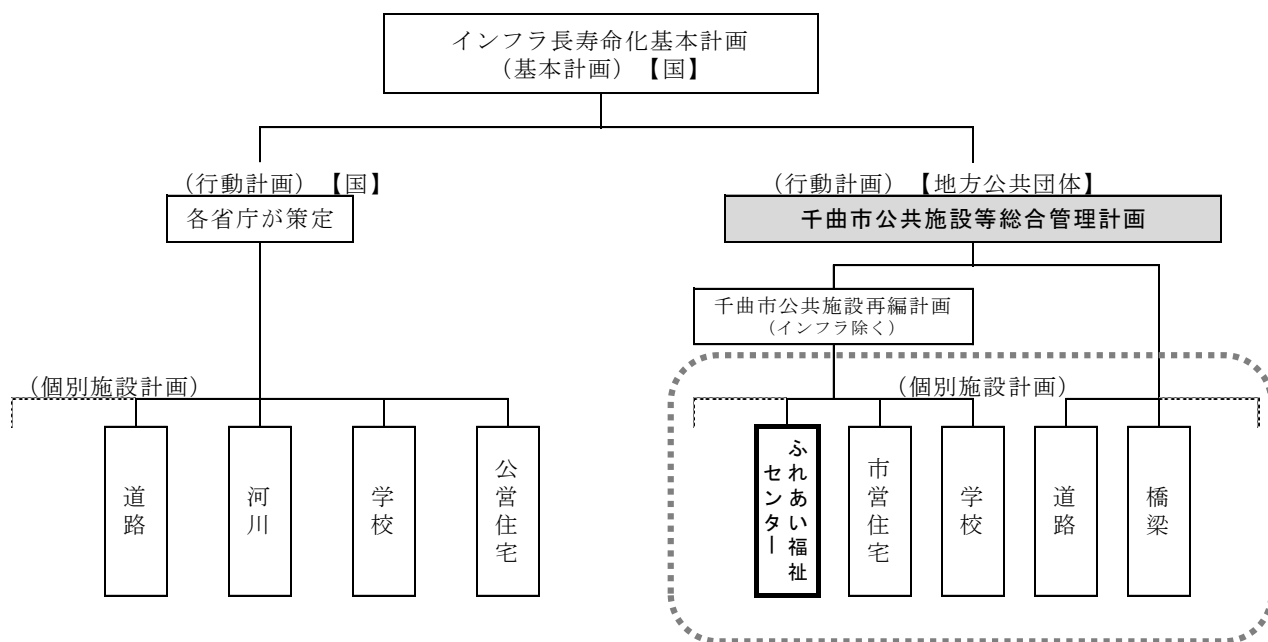 インフラ長寿命化基本計画
（基本計画）【国】
（行動計画）【国】
各省庁が策定
（行動計画）【地方公共団体】
千曲市公共施設等総合管理計画
千曲市公共施設再編計画
（インフラ除く）
（個別施設計画）
（個別施設計画）
道路
河川
学校
公営住宅
ふれあい福祉
センター
市営住宅
学校
道路
橋梁